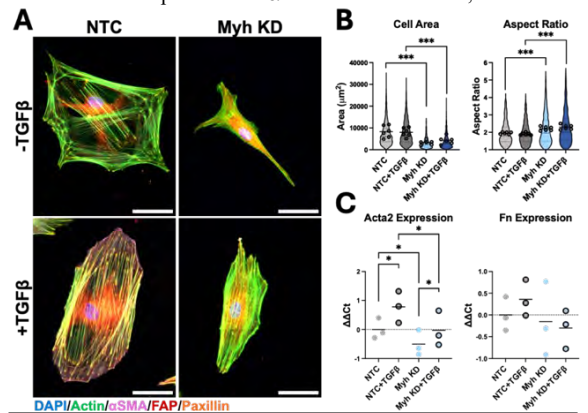 A
NTC
Myh KD
-TGFβ
+TGFβ
DAPI/Actin/αSMA/FAP/Paxillin
B
Cell Area
***
***
Area (μm²)
40000
30000
20000
10000
0
NTC
NTC+TGFβ
Myh KD
Myh KD+TGFβ
Aspect Ratio
***
***
Aspect Ratio
5
4
3
2
1
0
NTC
NTC+TGFβ
Myh KD
Myh KD+TGFβ
C
Acta2 Expression
*
*
*
*
ΔΔCt
2
1
0
-1
NTC
NTC+TGFβ
Myh KD
Myh KD+TGFβ
Fn Expression
ΔΔCt
1.0
0.5
0.0
-0.5
-1.0
NTC
NTC+TGFβ
Myh KD
Myh KD+TGFβ